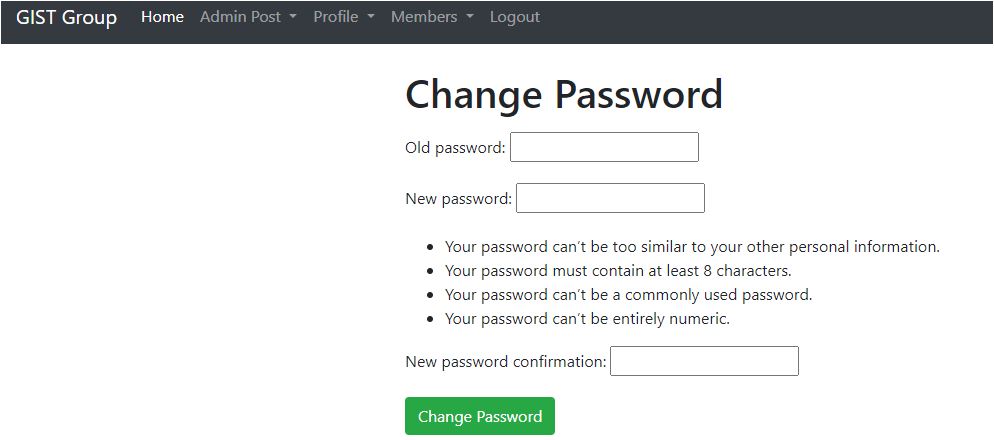 GIST Group Home Admin Post Profile Members Logout
Change Password
Old password:
New password:
Your password can't be too similar to your other personal information.
Your password must contain at least 8 characters.
Your password can't be a commonly used password.
Your password can't be entirely numeric.
New password confirmation:
Change Password